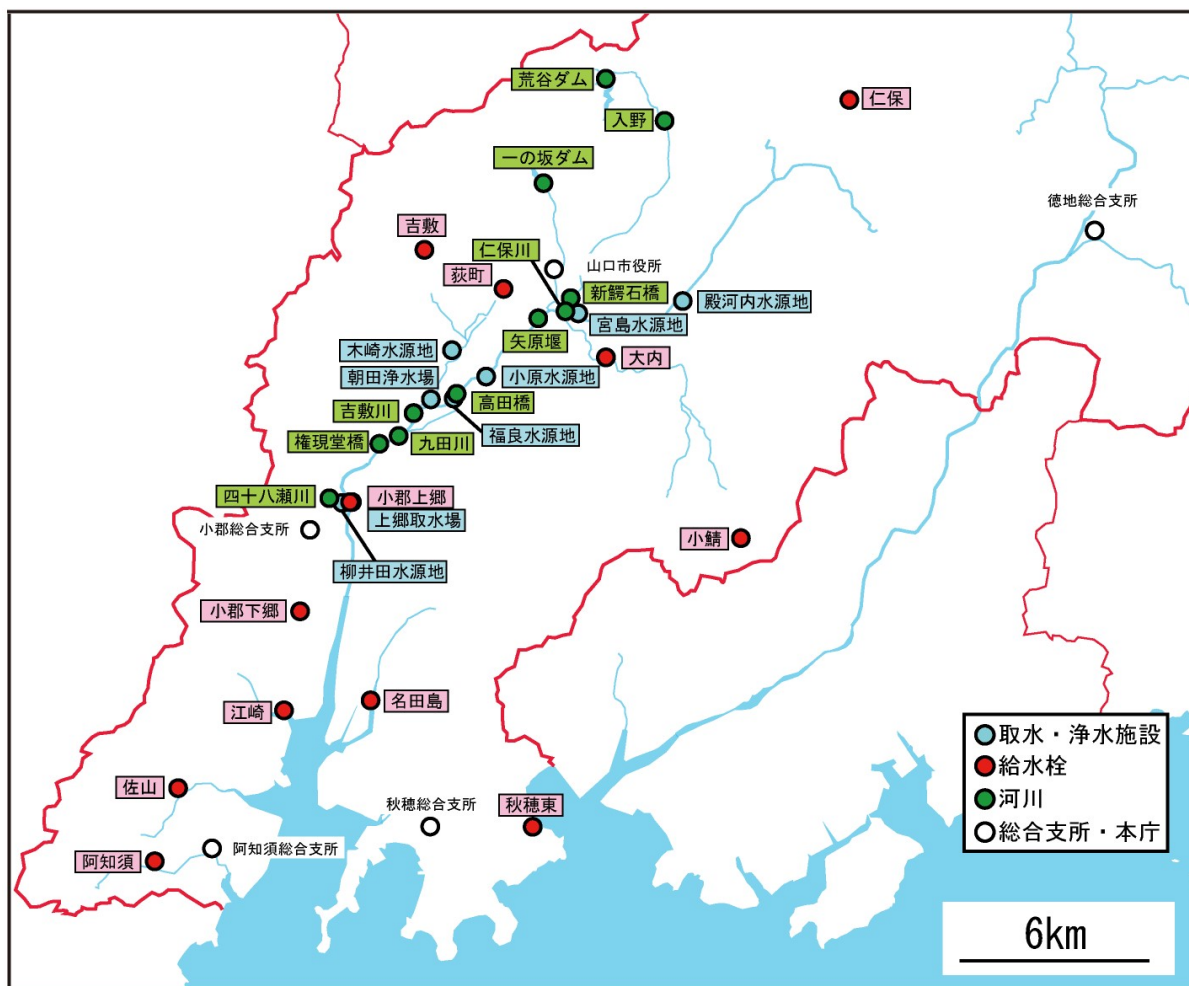 荒谷ダム
仁保
入野
一の坂ダム
徳地総合支所
吉敷
仁保川
山口市役所
荻町
新鰐石橋
殿河内水源地
宮島水源地
矢原堰
木崎水源地
大内
朝田浄水場
小原水源地
高田橋
吉敷川
福良水源地
権現堂橋
九田川
四十八瀬川
小郡上郷
上郷取水場
小郡総合支所
小鯖
柳井田水源地
小郡下郷
名田島
江崎
取水・浄水施設
給水栓
河川
総合支所・本庁
佐山
秋穂総合支所
秋穂東
阿知須総合支所
阿知須
6km